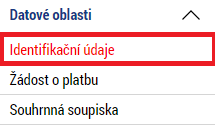 Datové oblasti
Identifikační údaje
Žádost o platbu
Souhrnná soupiska